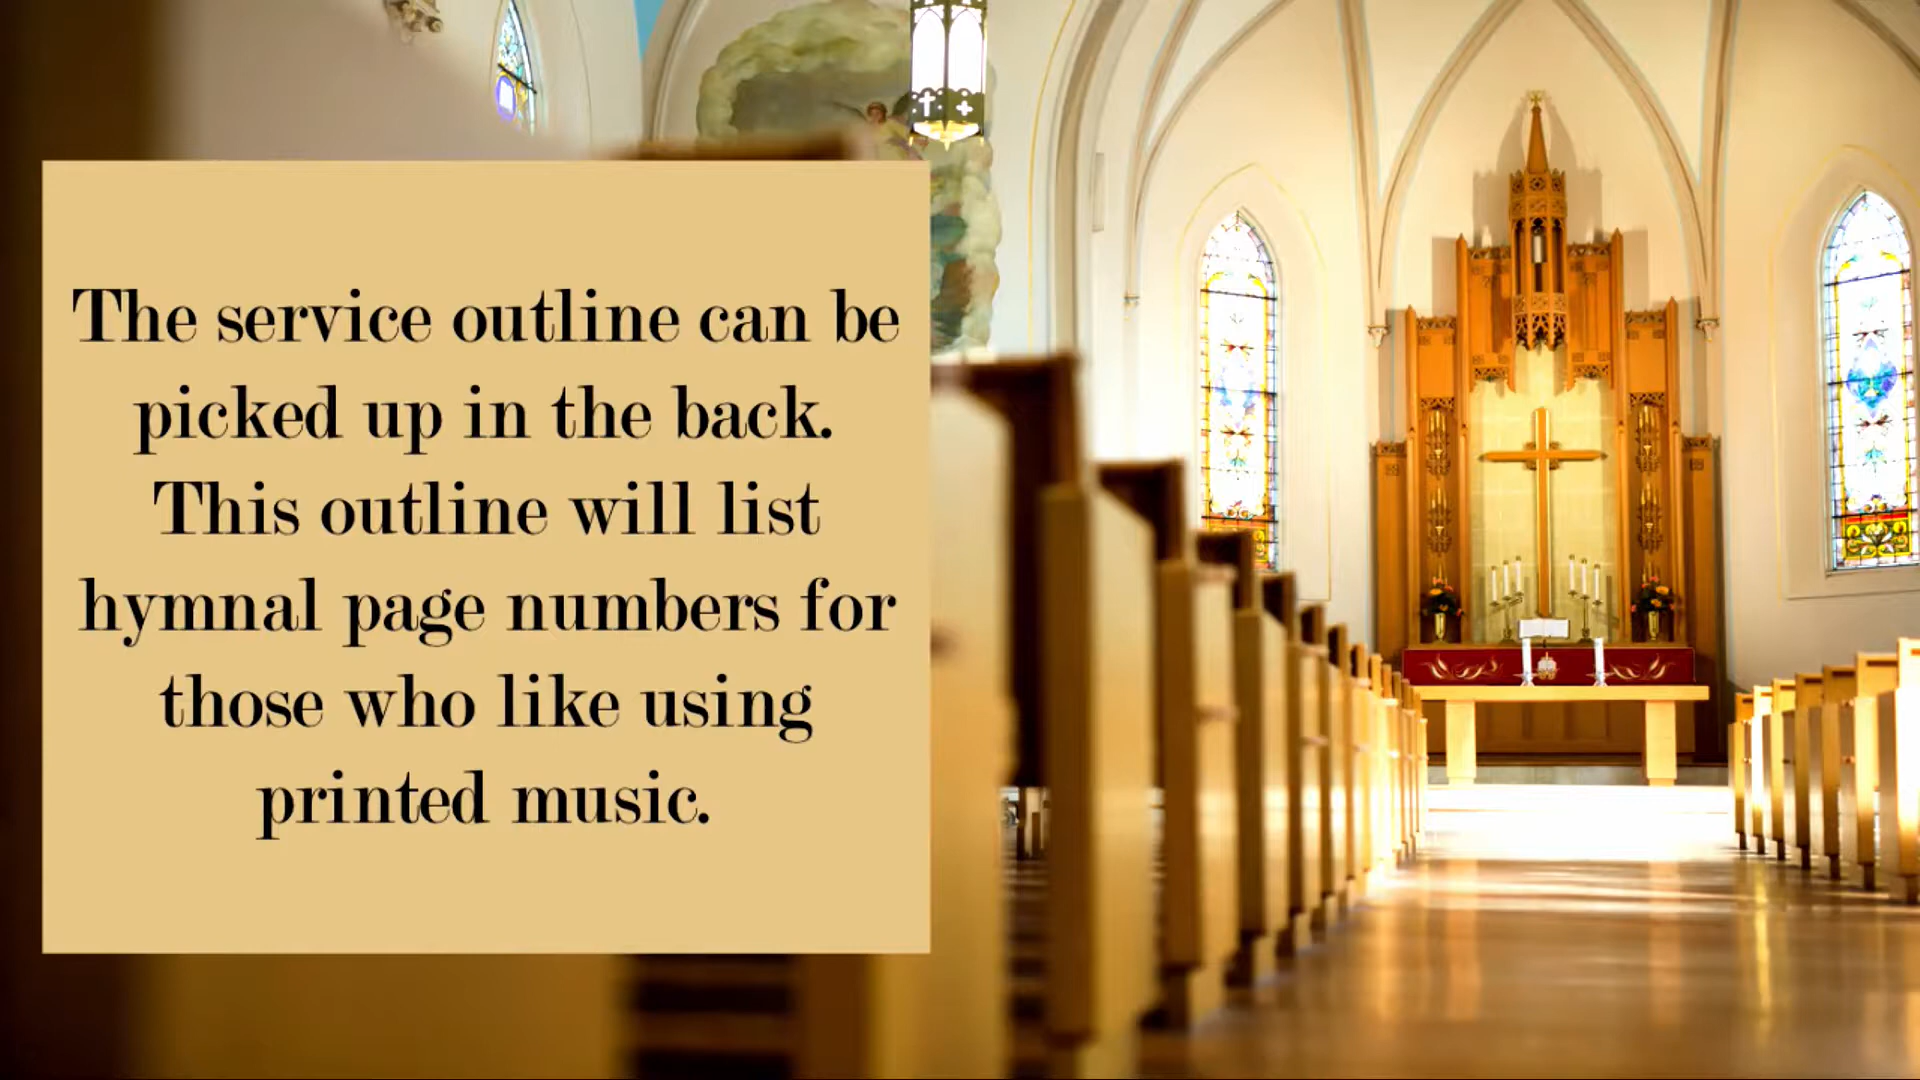 The service outline can be
picked up in the back.
This outline will list
hymnal page numbers for
those who like using
printed music.